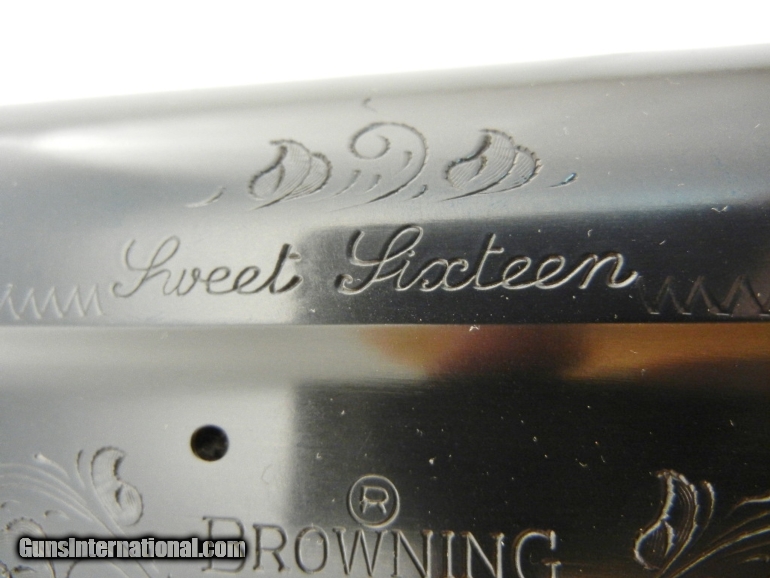 Sweet Sixteen
®
BROWNING
GunsInternational.com